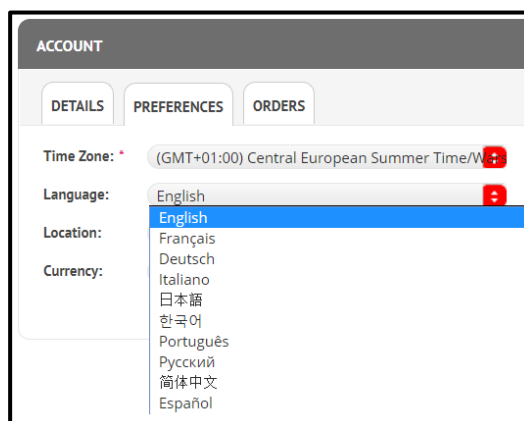 ACCOUNT
DETAILS PREFERENCES ORDERS
Time Zone: * (GMT+01:00) Central European Summer Time/Wars
Language: English
English
Location:
Français
Deutsch
Currency:
Italiano
日本語
한국어
Português
Русский
简体中文
Español